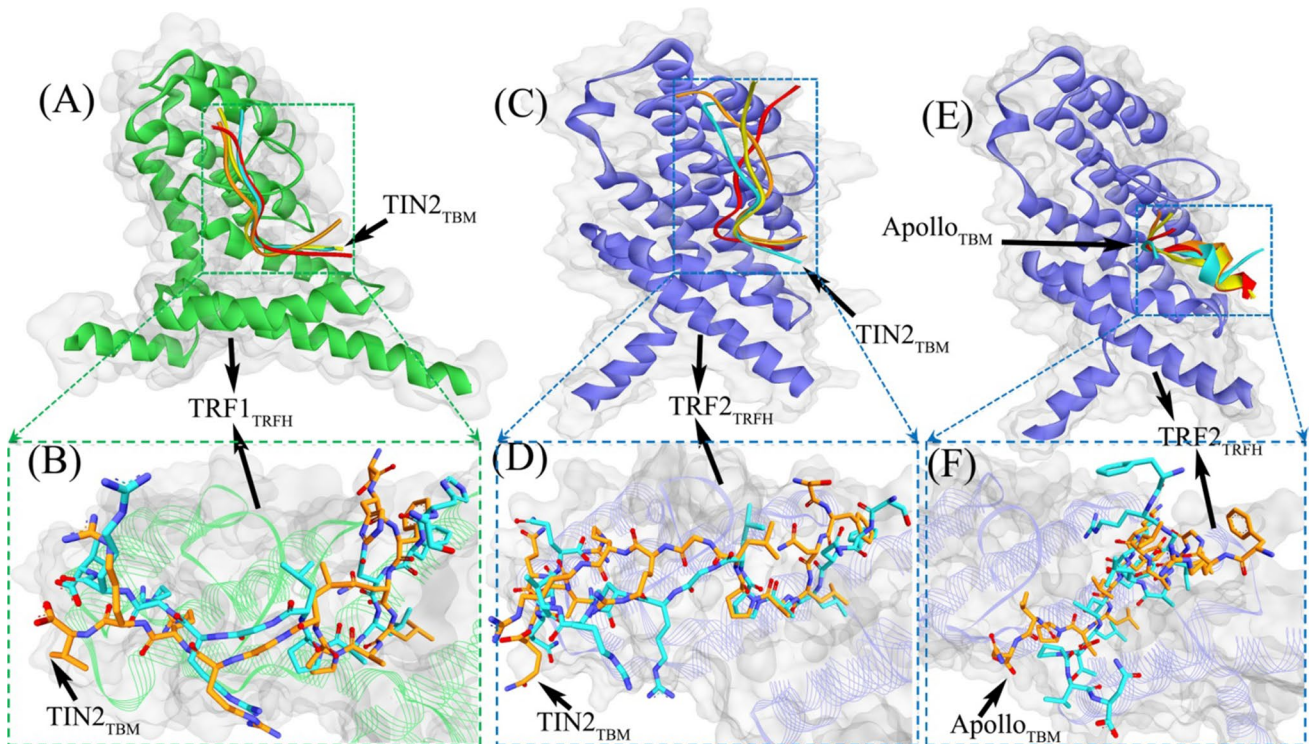 (A)
TIN2TBM
TRF1TRFH
(B)
TIN2TBM
(C)
TIN2TBM
TRF2TRFH
(D)
TIN2TBM
(E)
ApolloTBM
TRF2TRFH
(F)
ApolloTBM